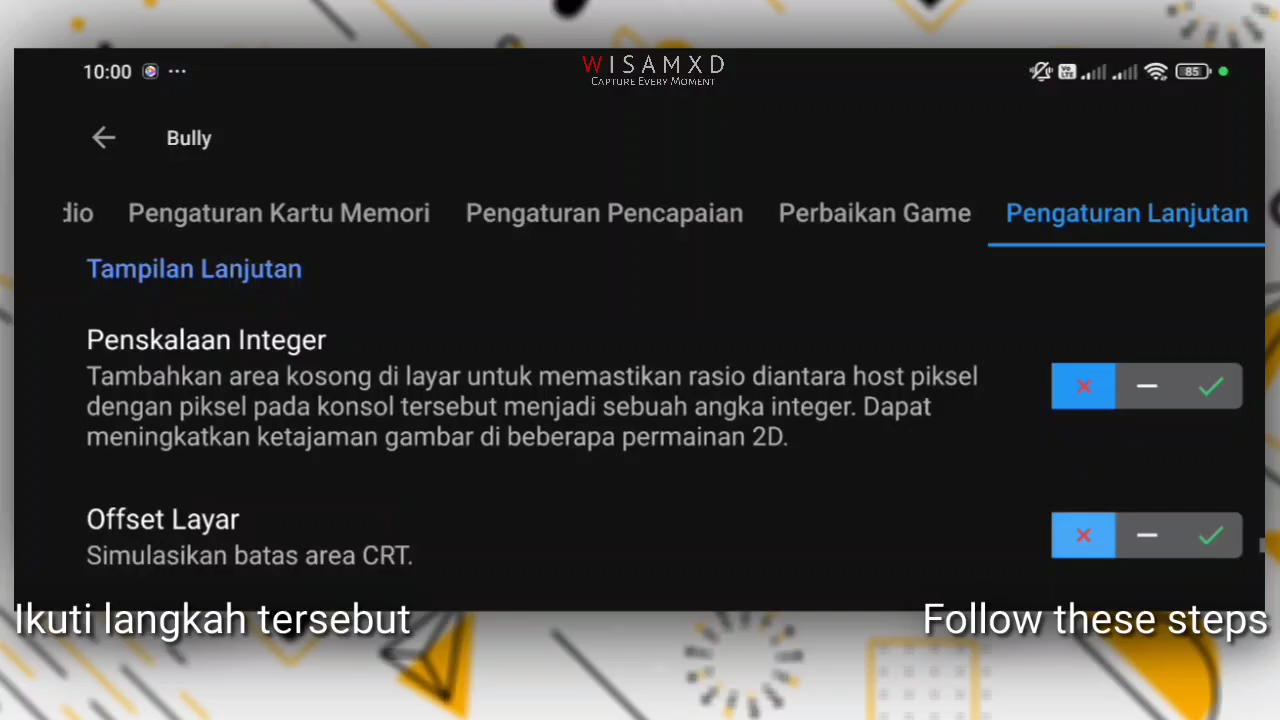 10:00
WISAMXD
CAPTURE EVERY MOMENT
Vo LTE
85
Bully
dio Pengaturan Kartu Memori Pengaturan Pencapaian Perbaikan Game Pengaturan Lanjutan
Tampilan Lanjutan
Penskalaan Integer
Tambahkan area kosong di layar untuk memastikan rasio diantara host piksel
dengan piksel pada konsol tersebut menjadi sebuah angka integer. Dapat
meningkatkan ketajaman gambar di beberapa permainan 2D.
Offset Layar
Simulasikan batas area CRT.
Ikuti langkah tersebut
Follow these steps